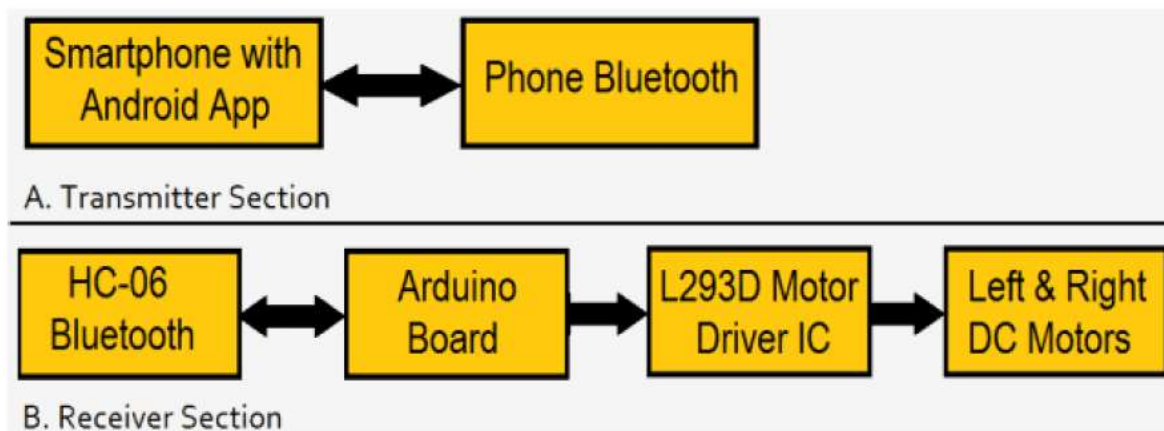 Smartphone with
Android App
Phone Bluetooth
A. Transmitter Section
HC-06
Bluetooth
Arduino
Board
L293D Motor
Driver IC
Left & Right
DC Motors
B. Receiver Section